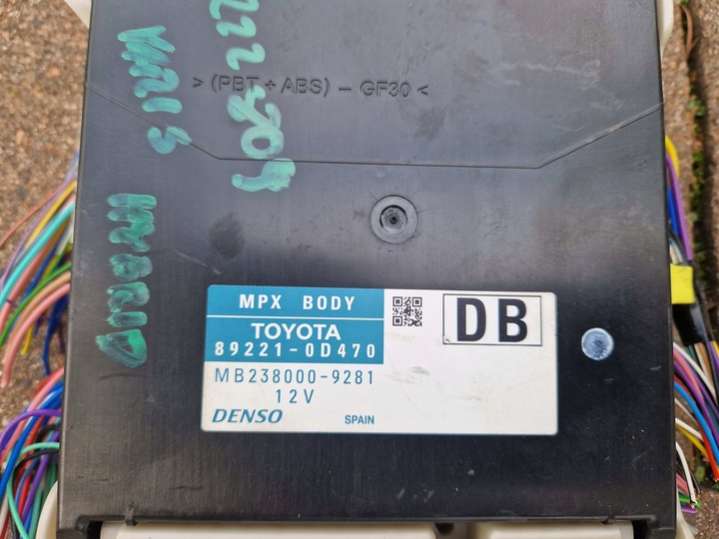 > (PBT + ABS) – GF30 <
MPX BODY
TOYOTA
89221-0D470
DB
MB238000-9281
12V
DENSO
SPAIN